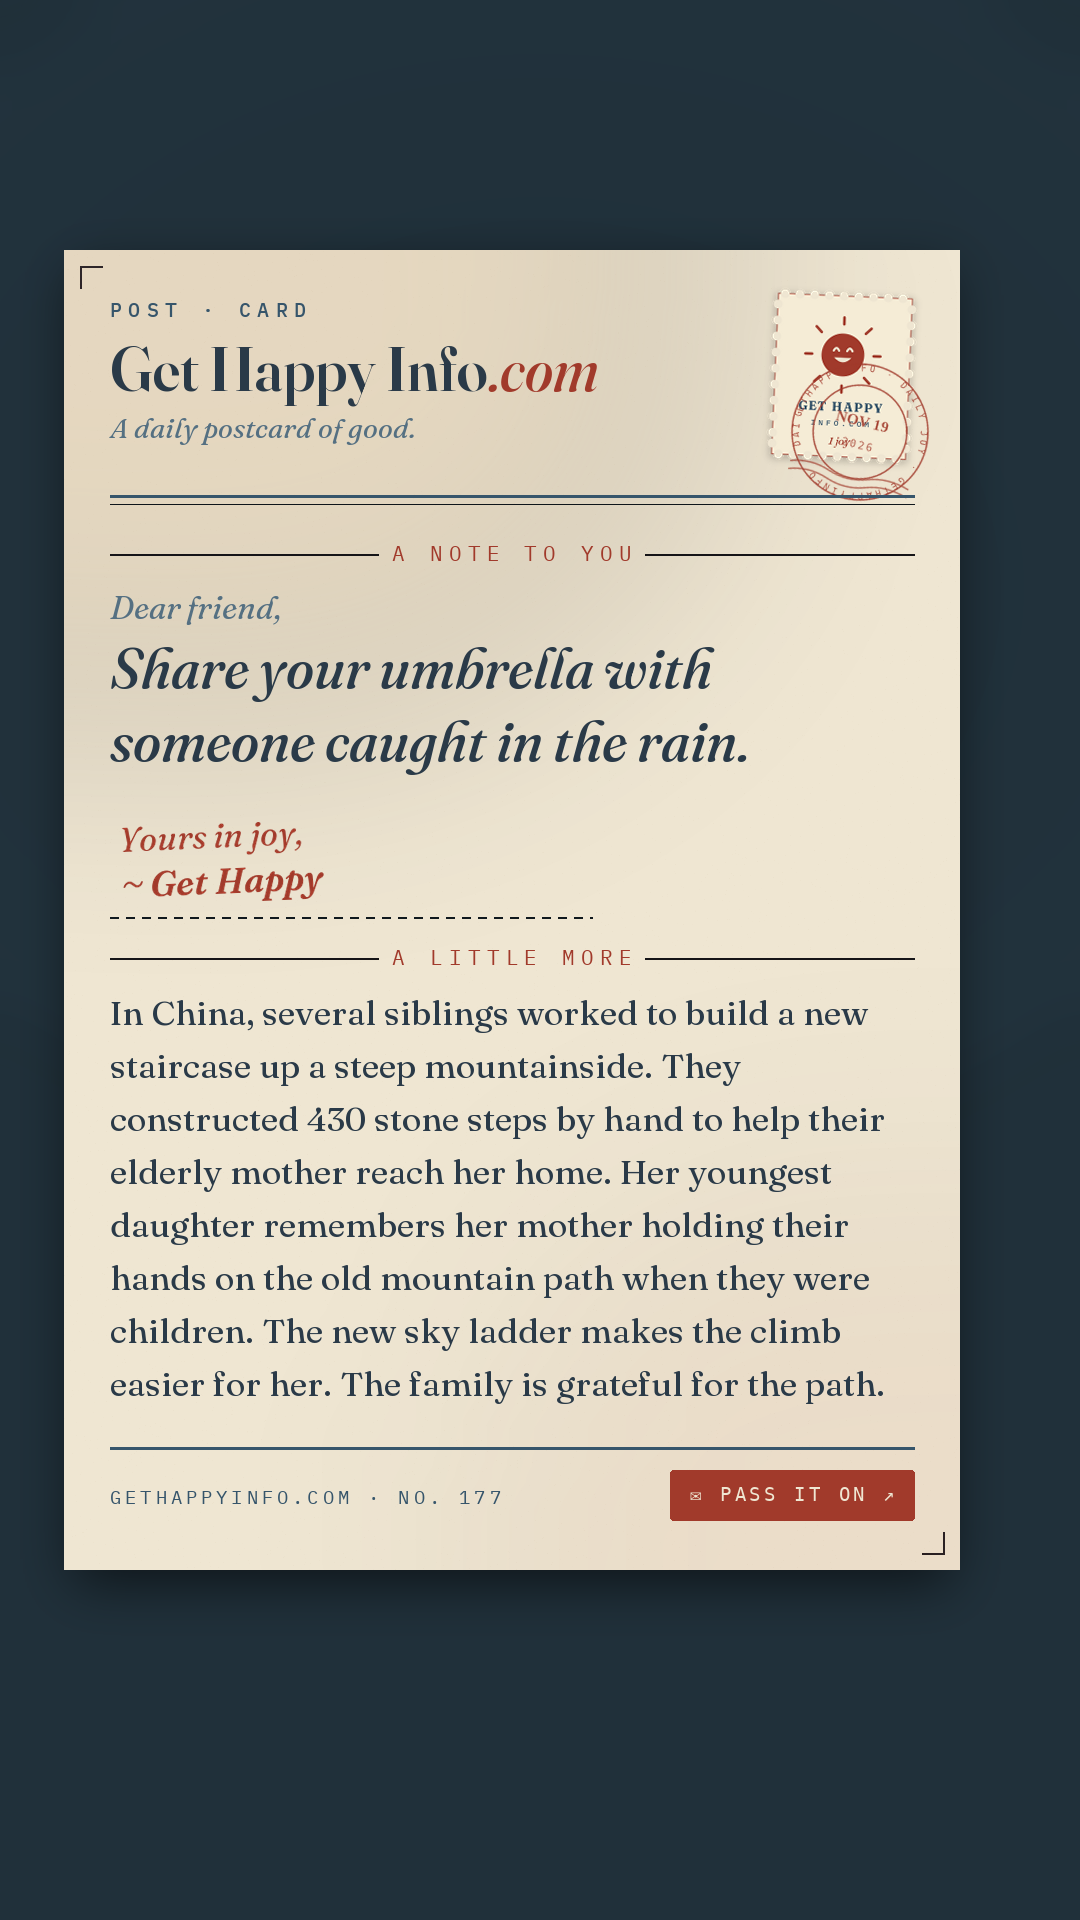 POST · CARD
Get Happy Info.com
A daily postcard of good.
GET HAPPY
INFO.COM
NOV 19
2026
1 joy
A NOTE TO YOU
Dear friend,
Share your umbrella with
someone caught in the rain.
Yours in joy,
~ Get Happy
A LITTLE MORE
In China, several siblings worked to build a new
staircase up a steep mountainside. They
constructed 430 stone steps by hand to help their
elderly mother reach her home. Her youngest
daughter remembers her mother holding their
hands on the old mountain path when they were
children. The new sky ladder makes the climb
easier for her. The family is grateful for the path.
GETHAPPYINFO.COM · NO. 177
✉ PASS IT ON ↗